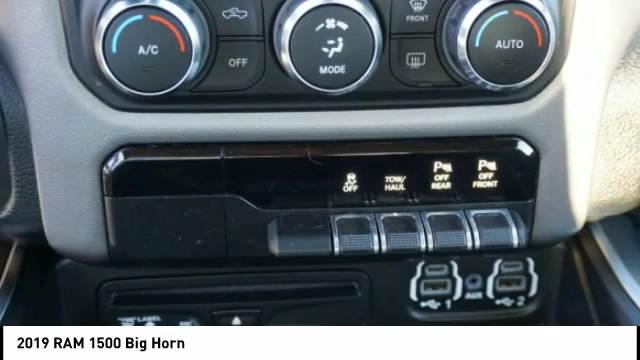 A/C
OFF
MODE
FRONT
AUTO
OFF
TOW/
HAUL
P
OFF
REAR
P
OFF
FRONT
LABEL
1
AUX
2
2019 RAM 1500 Big Horn